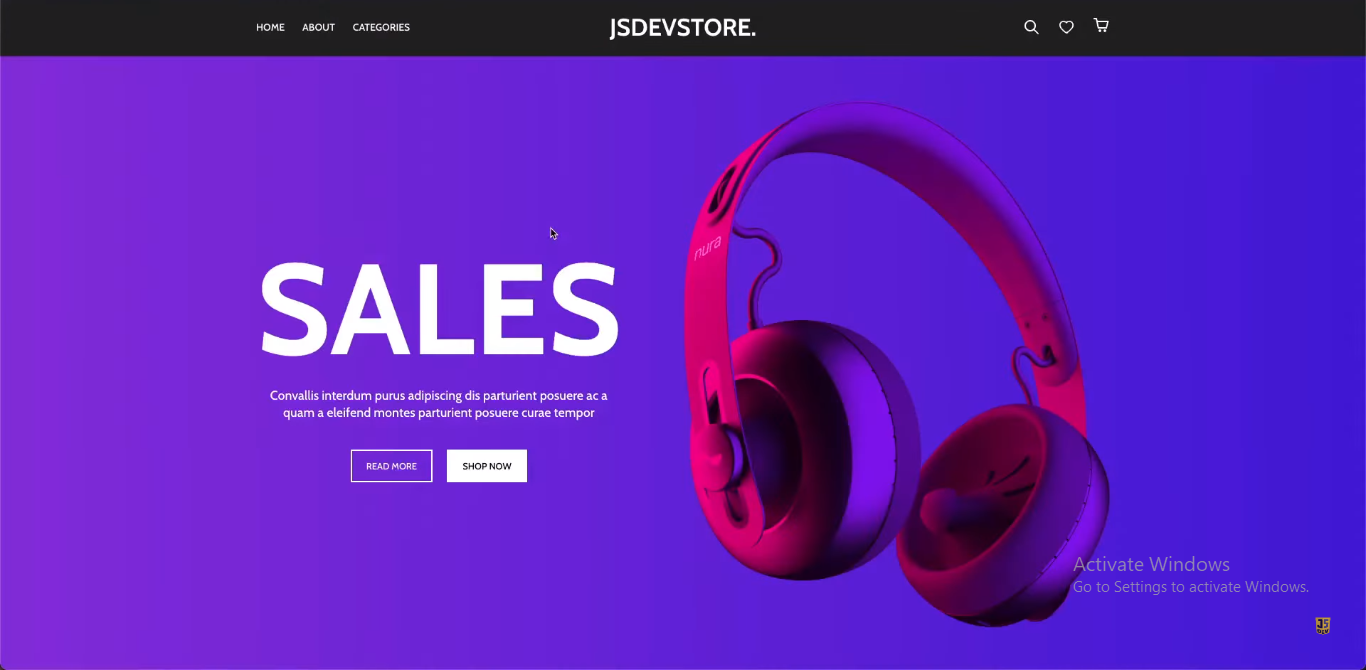 HOME ABOUT CATEGORIES JSDEVSTORE.
nura
SALES
Convallis interdum purus adipiscing dis parturient posuere ac a
quam a eleifend montes parturient posuere curae tempor
READ MORE SHOP NOW
Activate Windows
Go to Settings to activate Windows.
JS